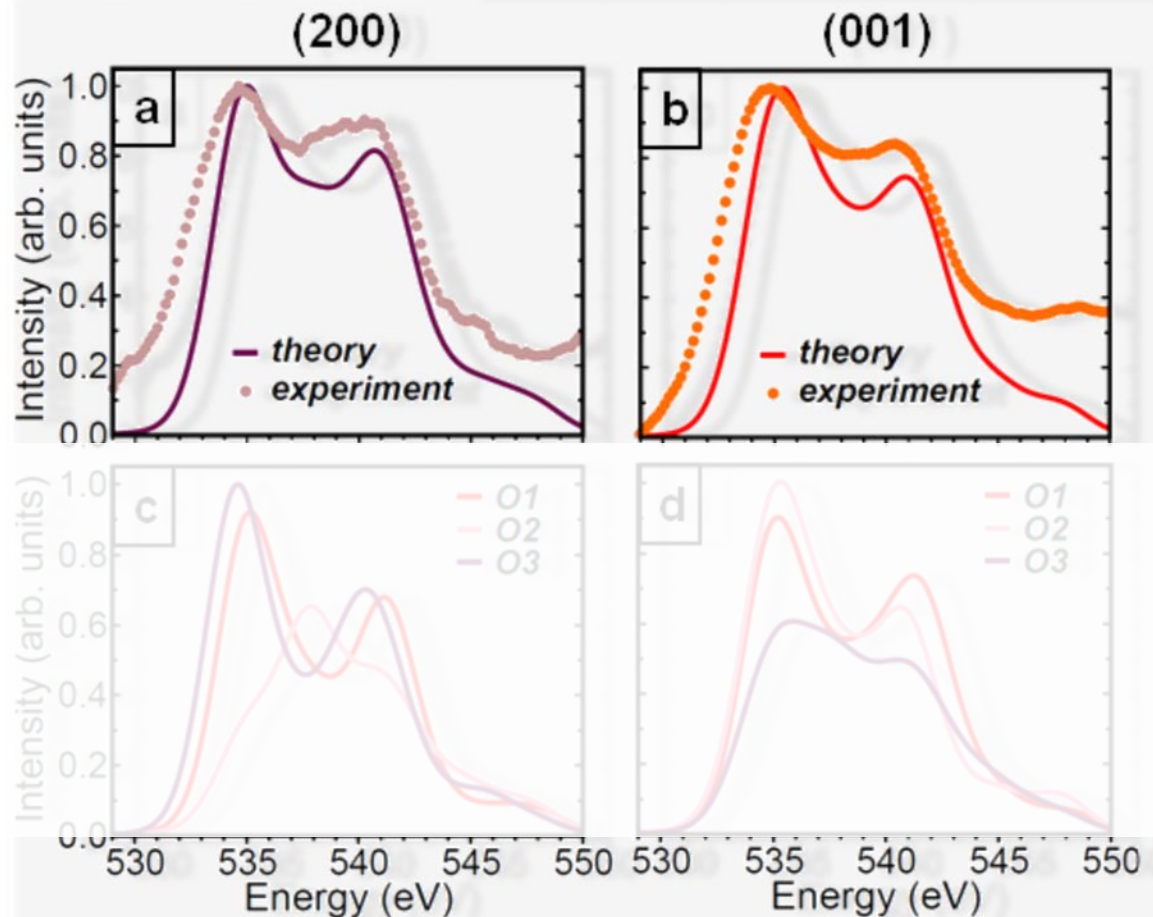 (200)
(001)
Intensity (arb. units)
1.0
0.8
0.6
0.4
0.2
0.0
a
theory
experiment
b
theory
experiment
Intensity (arb. units)
1.0
0.8
0.6
0.4
0.2
0.0
c
O1
O2
O3
d
O1
O2
O3
530 535 540 545 550
530 535 540 545 550
Energy (eV)
Energy (eV)